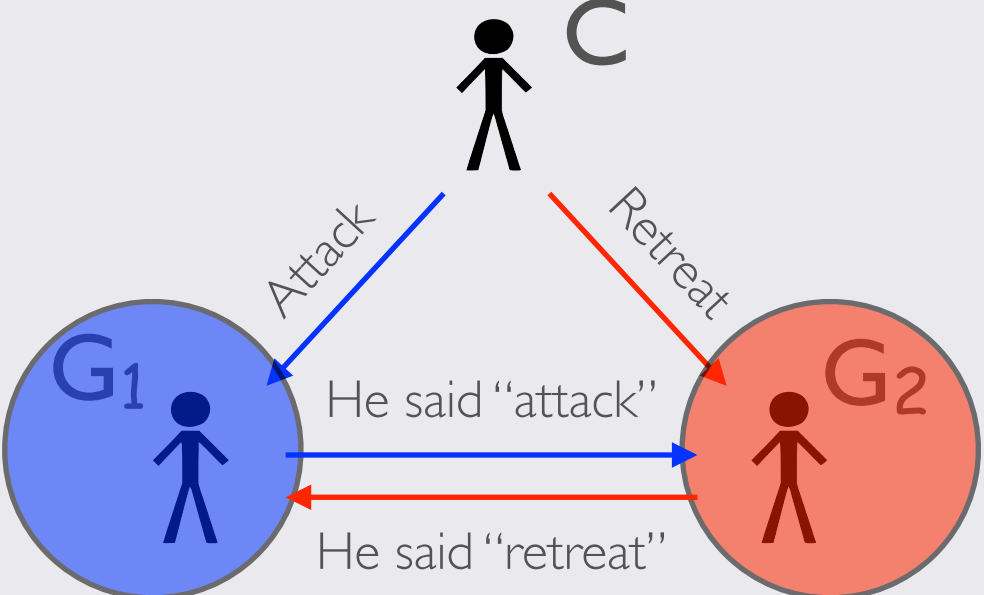 C
Attack
Retreat
G1
G2
He said “attack”
He said “retreat”